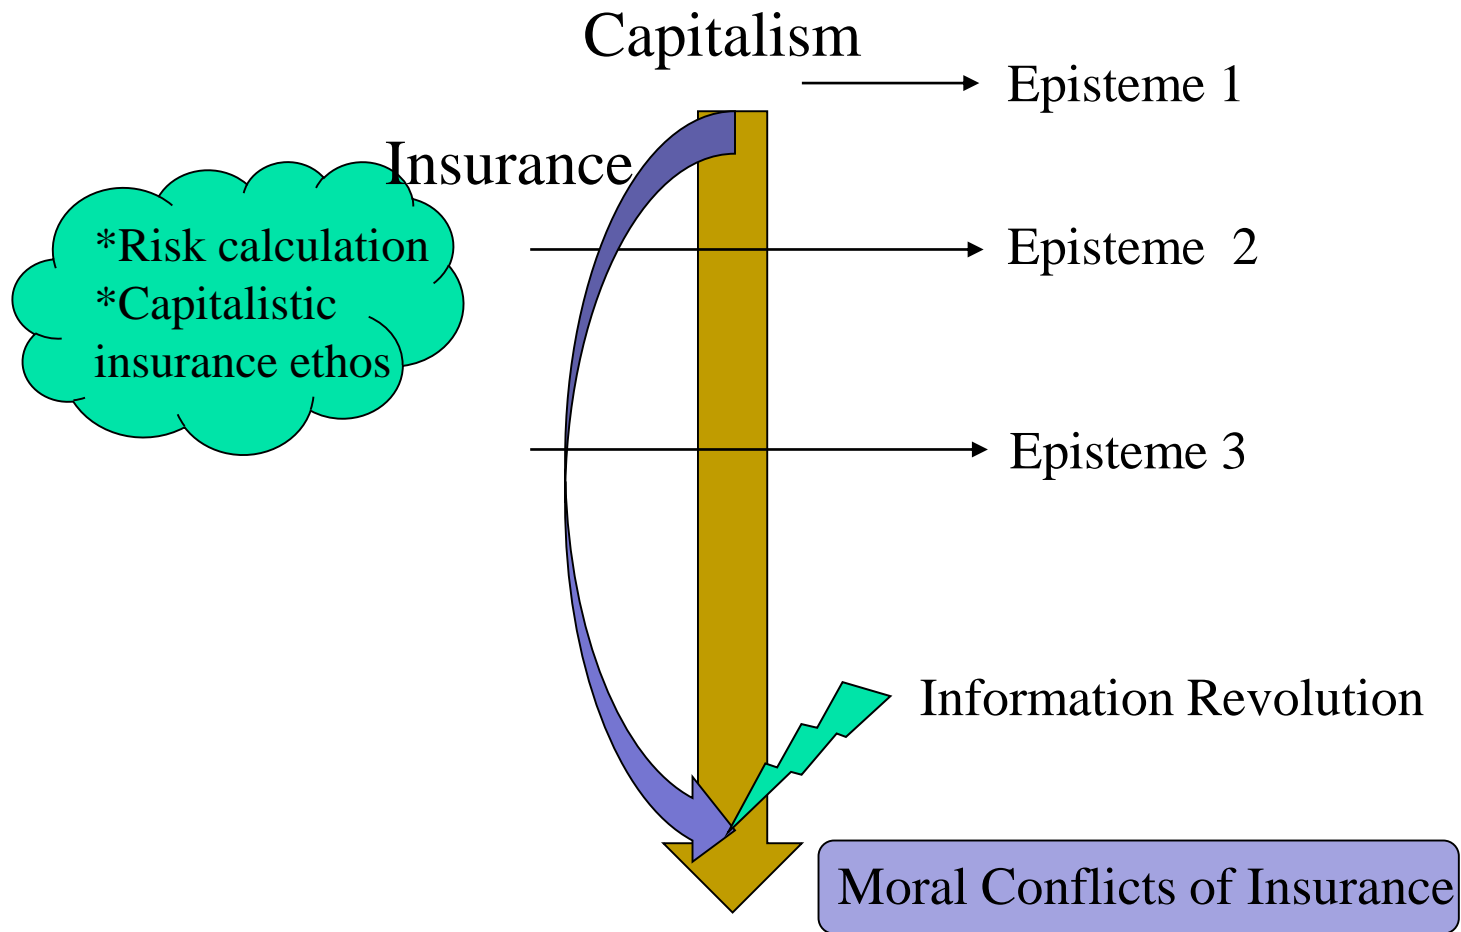 Capitalism
Episteme 1
Insurance
*Risk calculation
*Capitalistic
insurance ethos
Episteme  2
Episteme 3
Information Revolution
Moral Conflicts of Insurance